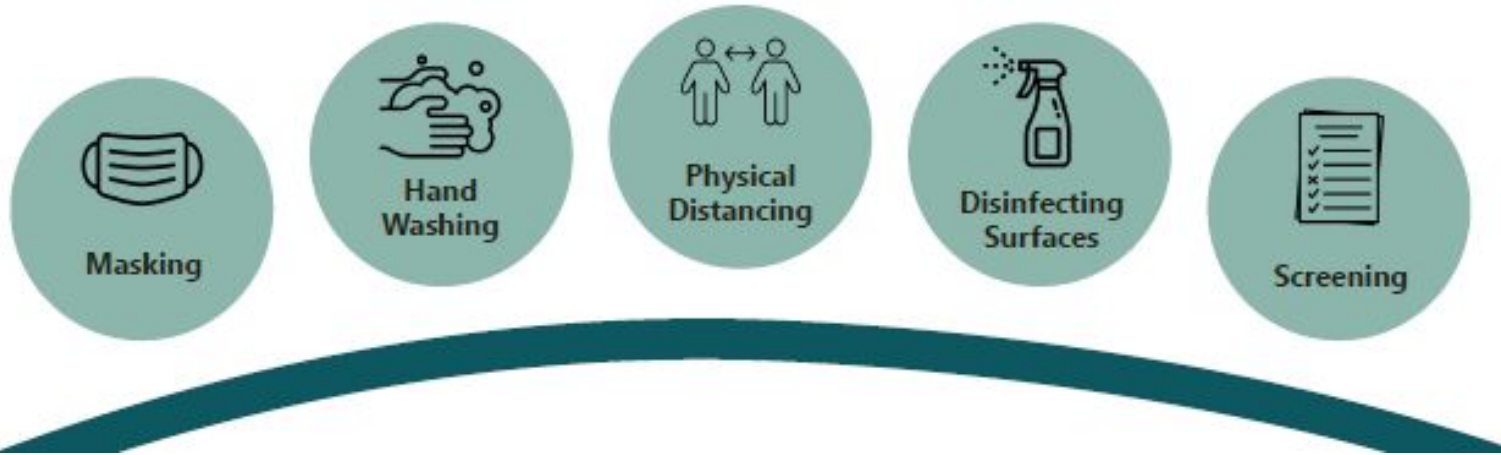 Masking
Hand
Washing
Physical
Distancing
Disinfecting
Surfaces
Screening